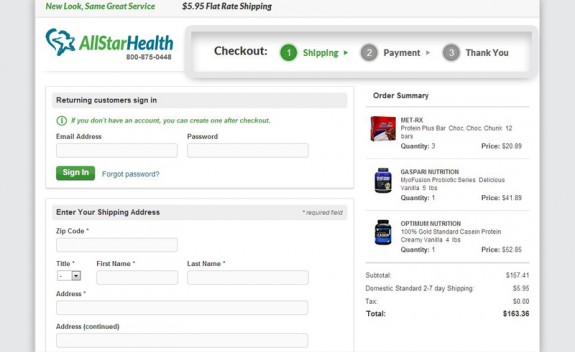 New Look, Same Great Service $5.95 Flat Rate Shipping
AllStarHealth
800-875-0448
Checkout: 1 Shipping 2 Payment 3 Thank You
Returning customers sign in
If you don't have an account, you can create one after checkout.
Email Address Password
Sign In Forgot password?
Enter Your Shipping Address * required field
Zip Code *
Title * First Name * Last Name *
-
Address *
Address (continued)
Order Summary
MET-RX
Protein Plus Bar Choc. Choc. Chunk 12
bars
Quantity: 3 Price: $20.89
GASPARI NUTRITION
MyoFusion Probiotic Series Delicious
Vanilla 5 lbs
Quantity: 1 Price: $41.89
OPTIMUM NUTRITION
100% Gold Standard Casein Protein
Creamy Vanilla 4 lbs
Quantity: 1 Price: $52.85
Subtotal: $157.41
Domestic Standard 2-7 day Shipping: $5.95
Tax: $0.00
Total: $163.36